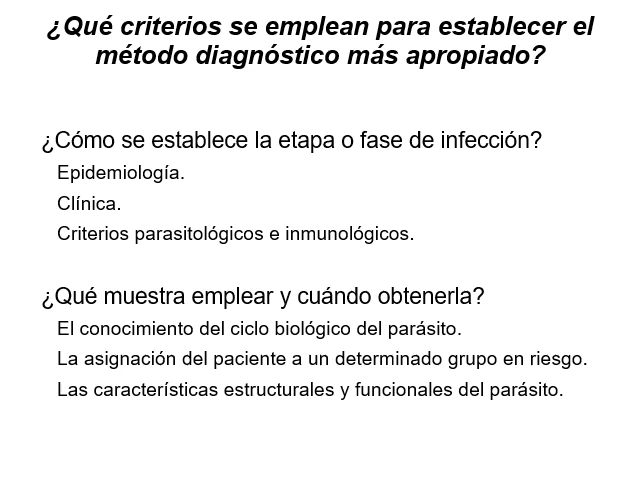 ¿Qué criterios se emplean para establecer el
método diagnóstico más apropiado?
¿Cómo se establece la etapa o fase de infección?
Epidemiología.
Clínica.
Criterios parasitológicos e inmunológicos.
¿Qué muestra emplear y cuándo obtenerla?
El conocimiento del ciclo biológico del parásito.
La asignación del paciente a un determinado grupo en riesgo.
Las características estructurales y funcionales del parásito.